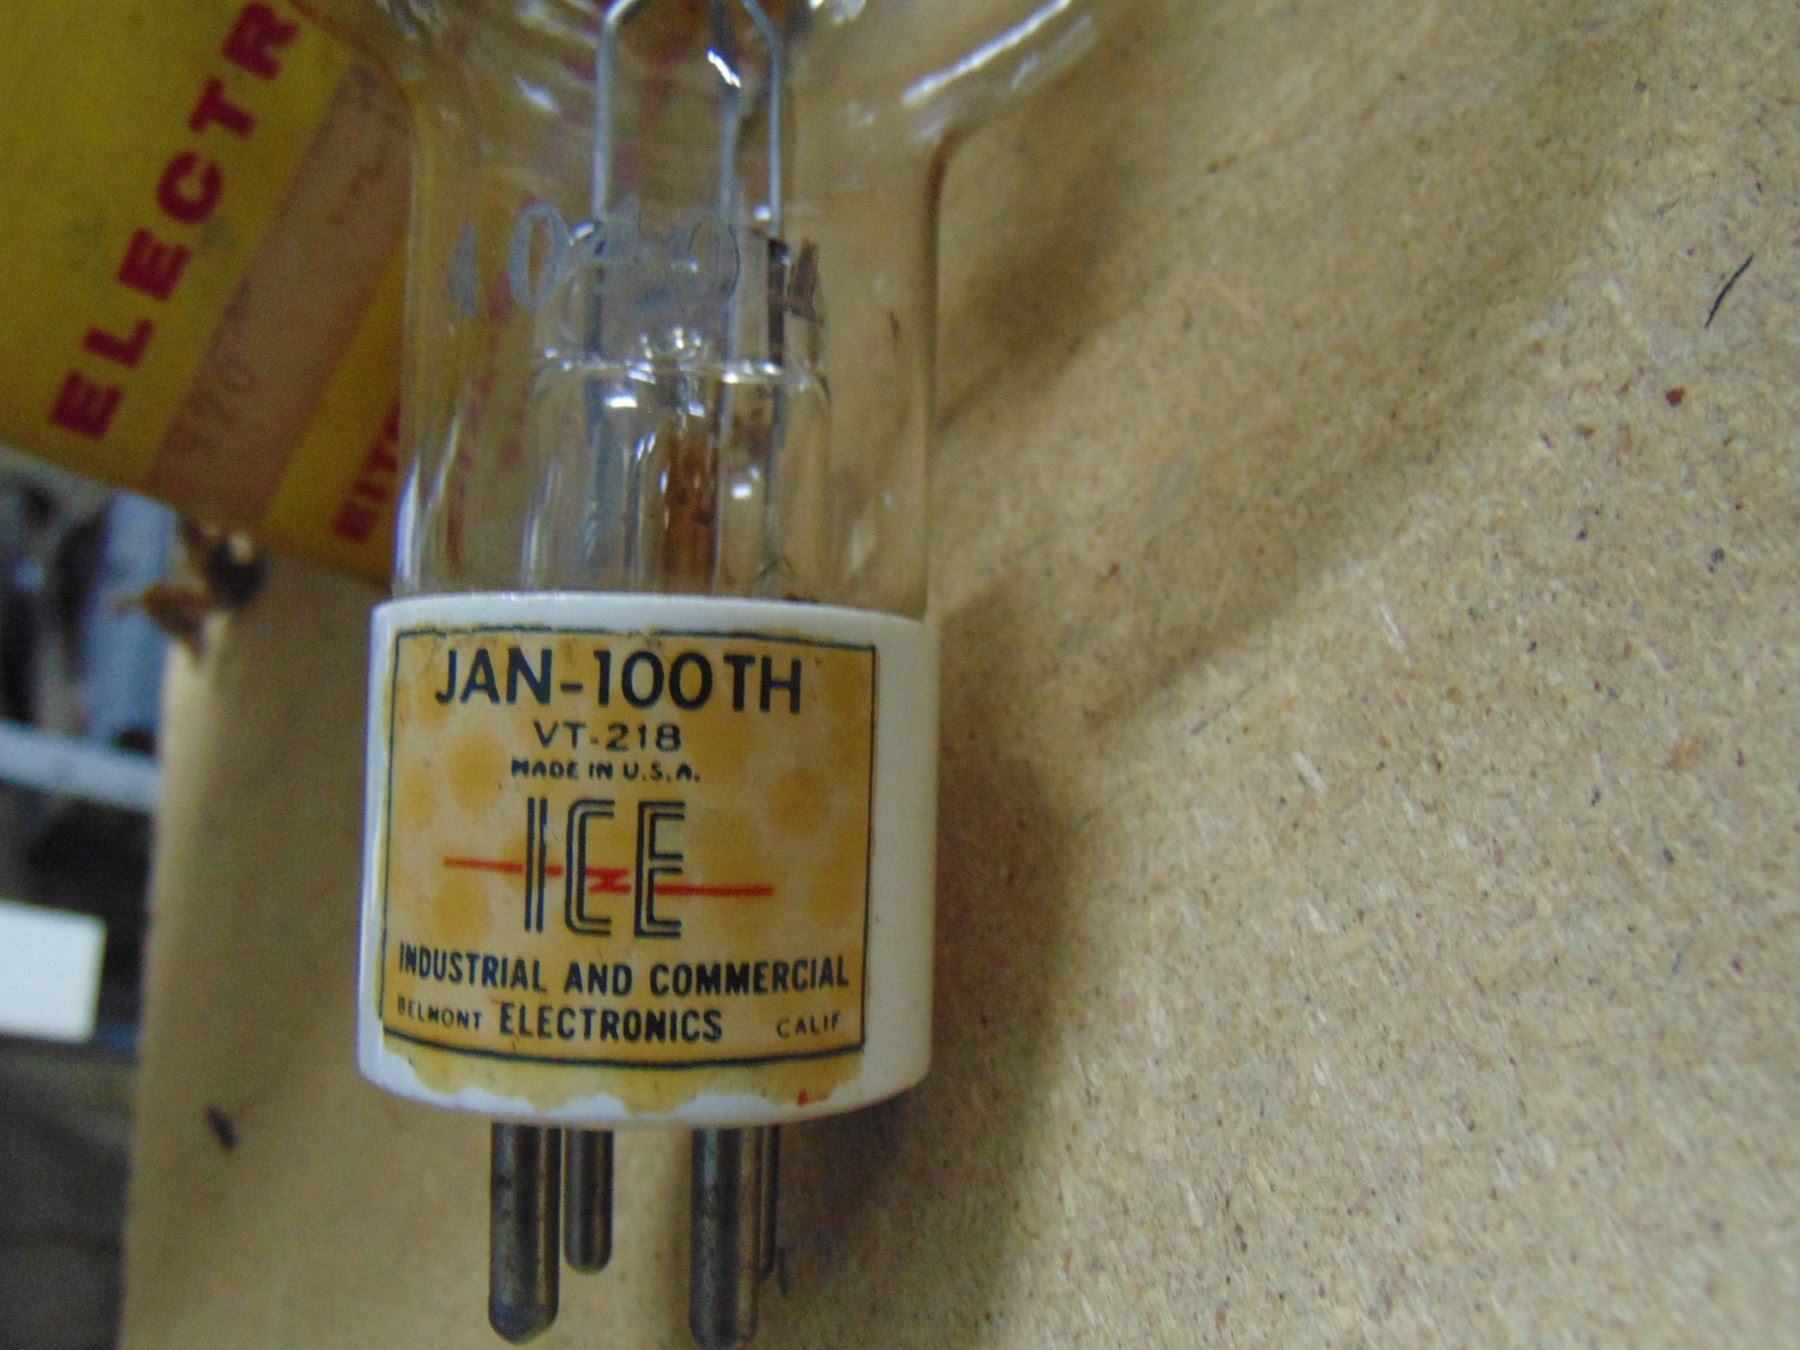 ELECTR
JAN-100TH
VT-218
MADE IN U.S.A.
ICE
INDUSTRIAL AND COMMERCIAL
BELMONT ELECTRONICS CALIF